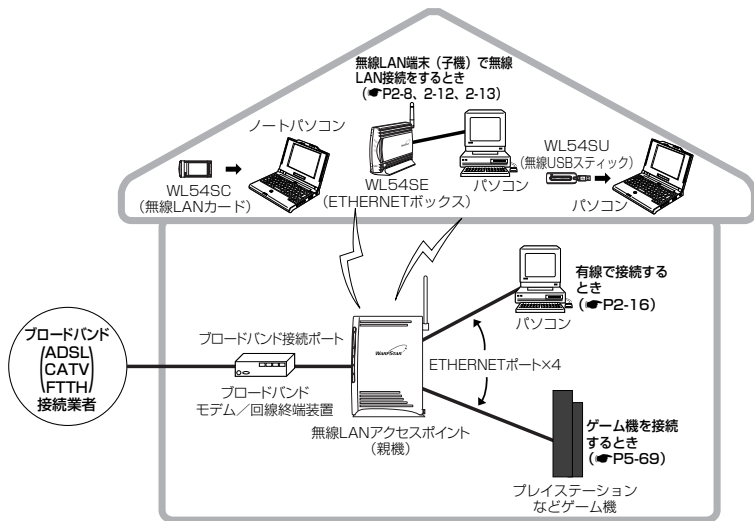 無線LAN端末（子機）で無線
LAN接続をするとき
（☛P2-8、2-12、2-13）
ノートパソコン
WL54SC
（無線LANカード）
WL54SE
（ETHERNETボックス）
パソコン
WL54SU
（無線USBスティック）
パソコン
有線で接続する
とき
（☛P2-16）
パソコン
ブロードバンド
ADSL
CATV
FTTH
接続業者
ブロードバンド接続ポート
ブロードバンド
モデム／回線終端装置
WARPSTAR
ETHERNETポート×4
無線LANアクセスポイント
（親機）
ゲーム機を接続
するとき
（☛P5-69）
プレイステーション
などゲーム機